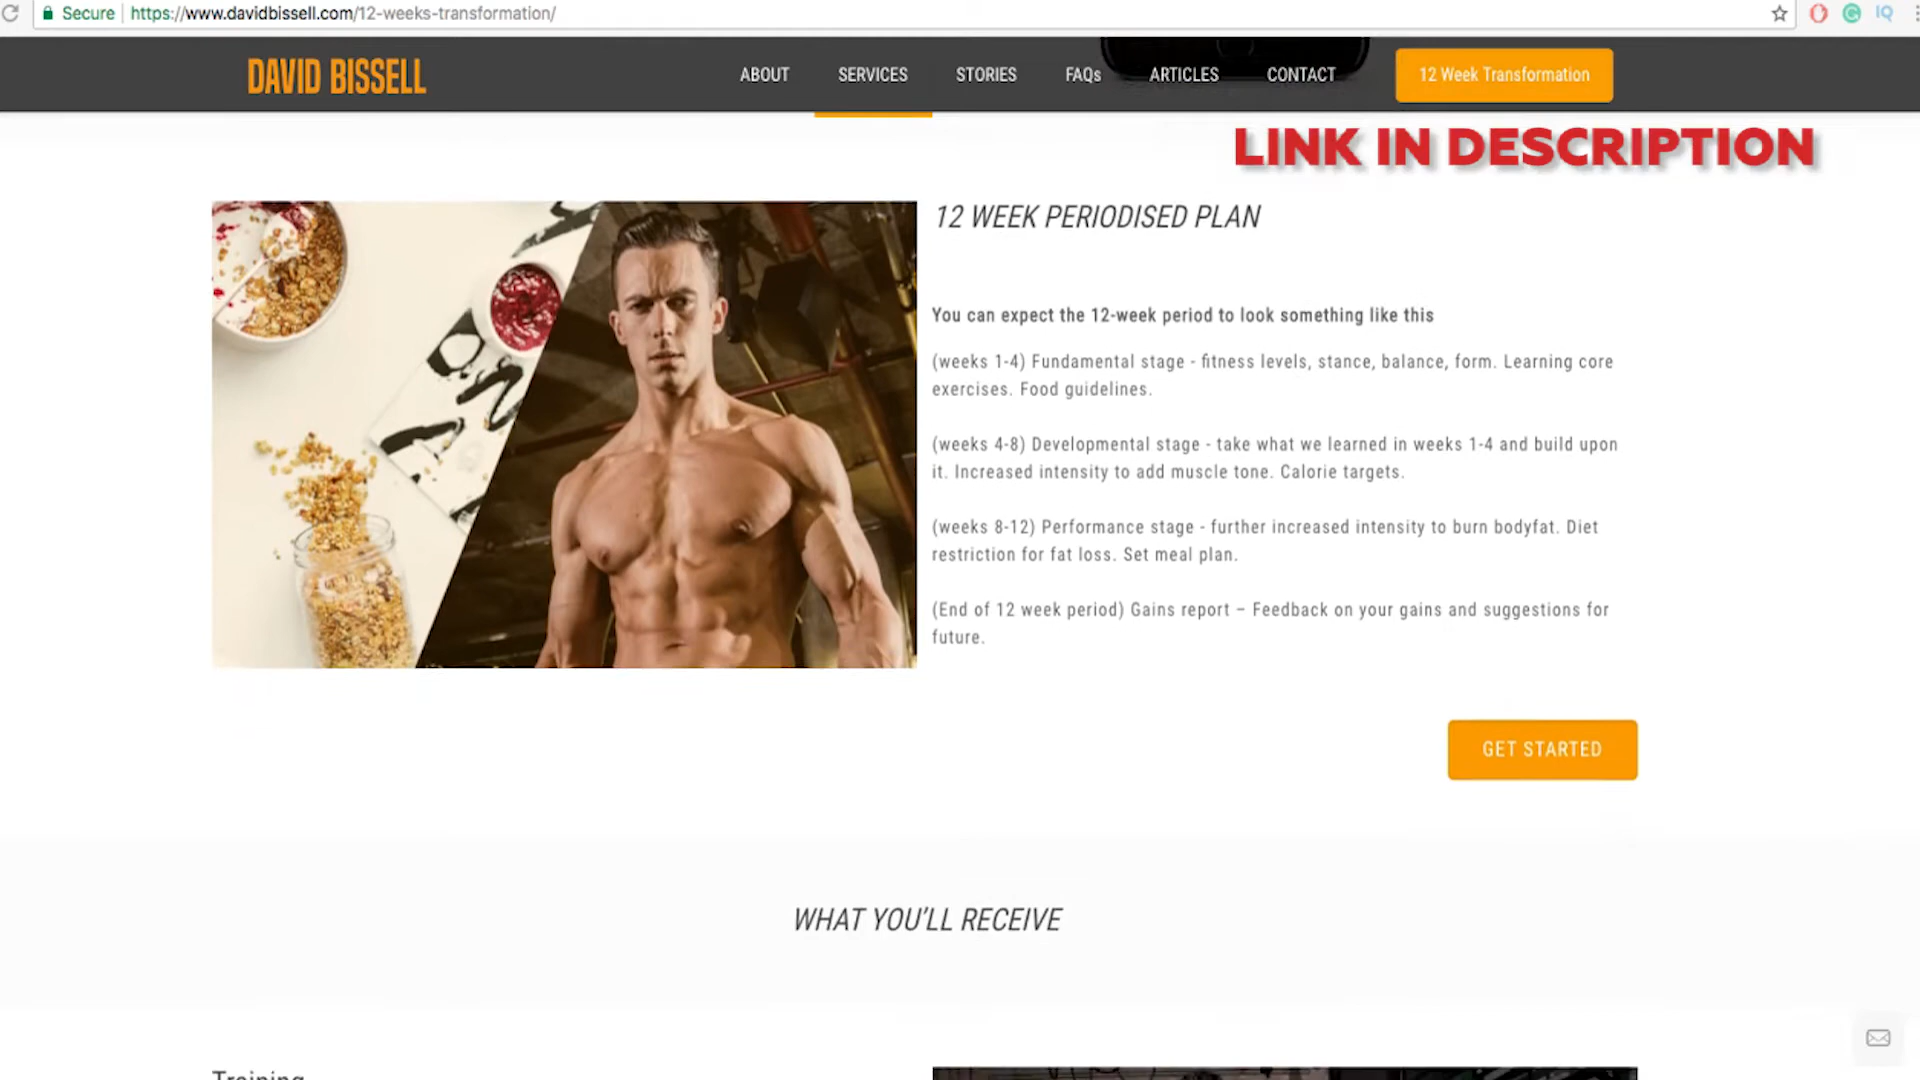 Secure https://www.davidbissell.com/12-weeks-transformation/
DAVID BISSELL
ABOUT SERVICES STORIES FAQs ARTICLES CONTACT 12 Week Transformation
LINK IN DESCRIPTION
12 WEEK PERIODISED PLAN
You can expect the 12-week period to look something like this
(weeks 1-4) Fundamental stage - fitness levels, stance, balance, form. Learning core
exercises. Food guidelines.
(weeks 4-8) Developmental stage - take what we learned in weeks 1-4 and build upon
it. Increased intensity to add muscle tone. Calorie targets.
(weeks 8-12) Performance stage - further increased intensity to burn bodyfat. Diet
restriction for fat loss. Set meal plan.
(End of 12 week period) Gains report – Feedback on your gains and suggestions for
future.
GET STARTED
WHAT YOU'LL RECEIVE
Training